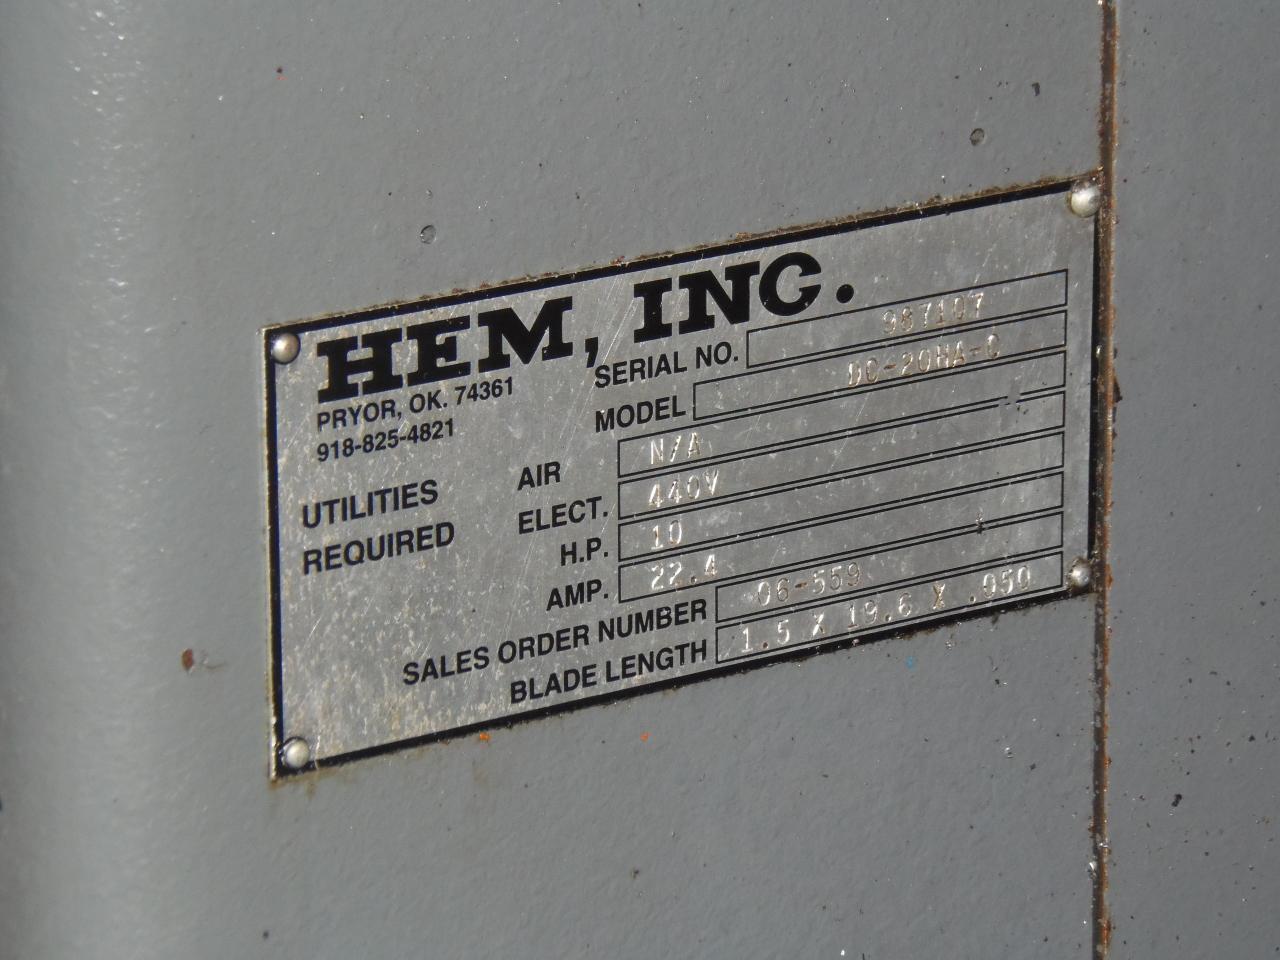 HEM, INC.
PRYOR, OK. 74361
918-825-4821
SERIAL NO. 987107
MODEL DC-20HA-C
UTILITIES
REQUIRED
AIR N/A
ELECT. 440V
H.P. 10
AMP. 22.4
SALES ORDER NUMBER 06-559
BLADE LENGTH 1.5 X 19.6 X .050